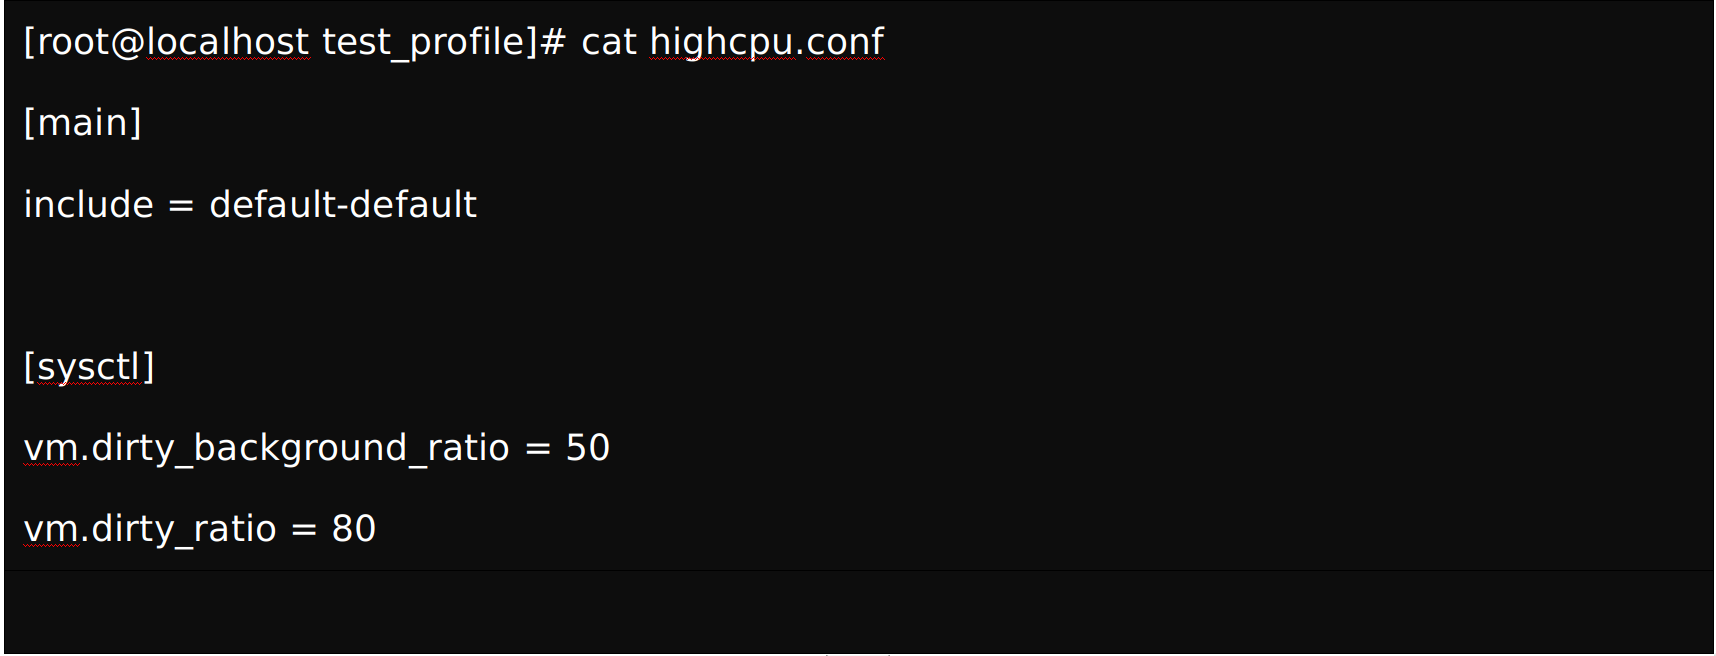 [root@localhost test_profile]# cat highcpu.conf
[main]
include = default-default
[sysctl]
vm.dirty_background_ratio = 50
vm.dirty_ratio = 80